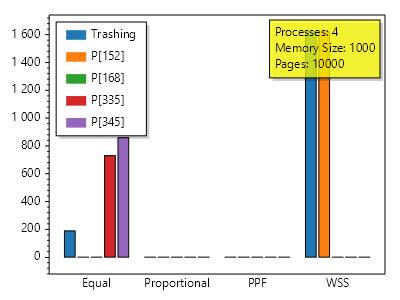 Trashing
P[152]
P[168]
P[335]
P[345]
Processes: 4
Memory Size: 1000
Pages: 10000
1 600
1 400
1 200
1 000
800
600
400
200
0
Equal Proportional PPF WSS